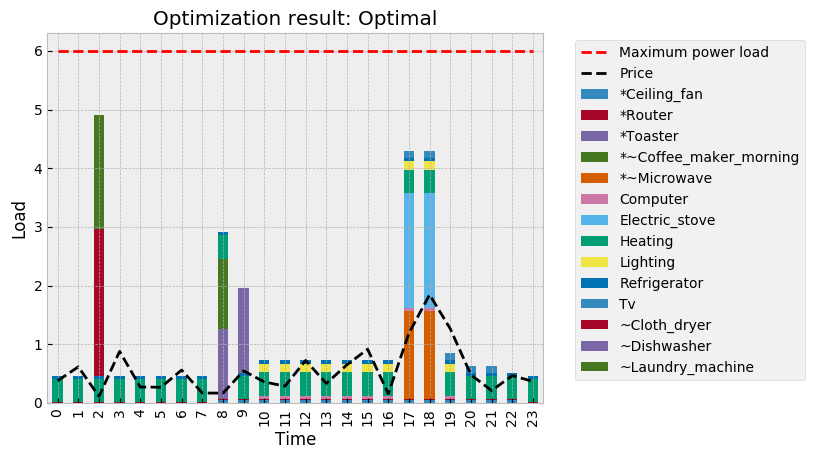 Optimization result: Optimal
Load
6
5
4
3
2
1
0
0 1 2 3 4 5 6 7 8 9 10 11 12 13 14 15 16 17 18 19 20 21 22 23
Time
Maximum power load
Price
*Ceiling_fan
*Router
*Toaster
*~Coffee_maker_morning
*~Microwave
Computer
Electric_stove
Heating
Lighting
Refrigerator
Tv
~Cloth_dryer
~Dishwasher
~Laundry_machine